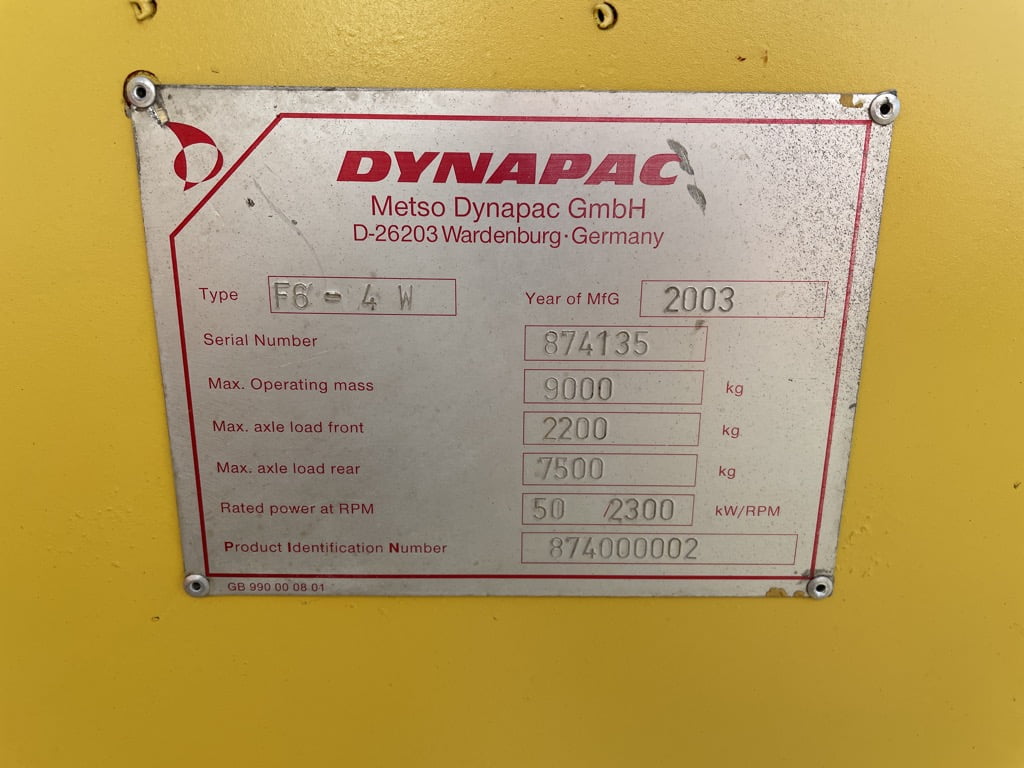 DYNAPAC
Metso Dynapac GmbH
D-26203 Wardenburg·Germany
Type F6-4W Year of MfG 2003
Serial Number 874135
Max. Operating mass 9000 kg
Max. axle load front 2200 kg
Max. axle load rear 7500 kg
Rated power at RPM 50 /2300 kW/RPM
Product Identification Number 874000002
GB 990 00 08 01